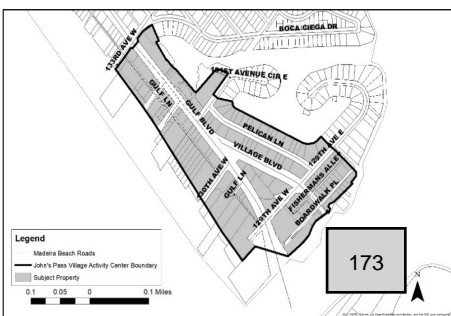 BOCA CIEGA DR
133RD AVE W
131ST AVENUE CIR E
GULF LN
GULF BLVD
PELICAN LN
VILLAGE BLVD
129TH AVE E
130TH AVE W
GULF LN
FISHERMANS ALLEY
129TH AVE W
BOARDWALK PL
Legend
Madeira Beach Roads
John's Pass Village Activity Center Boundary
Subject Property
0.1 0.05 0 0.1 Miles
173
N